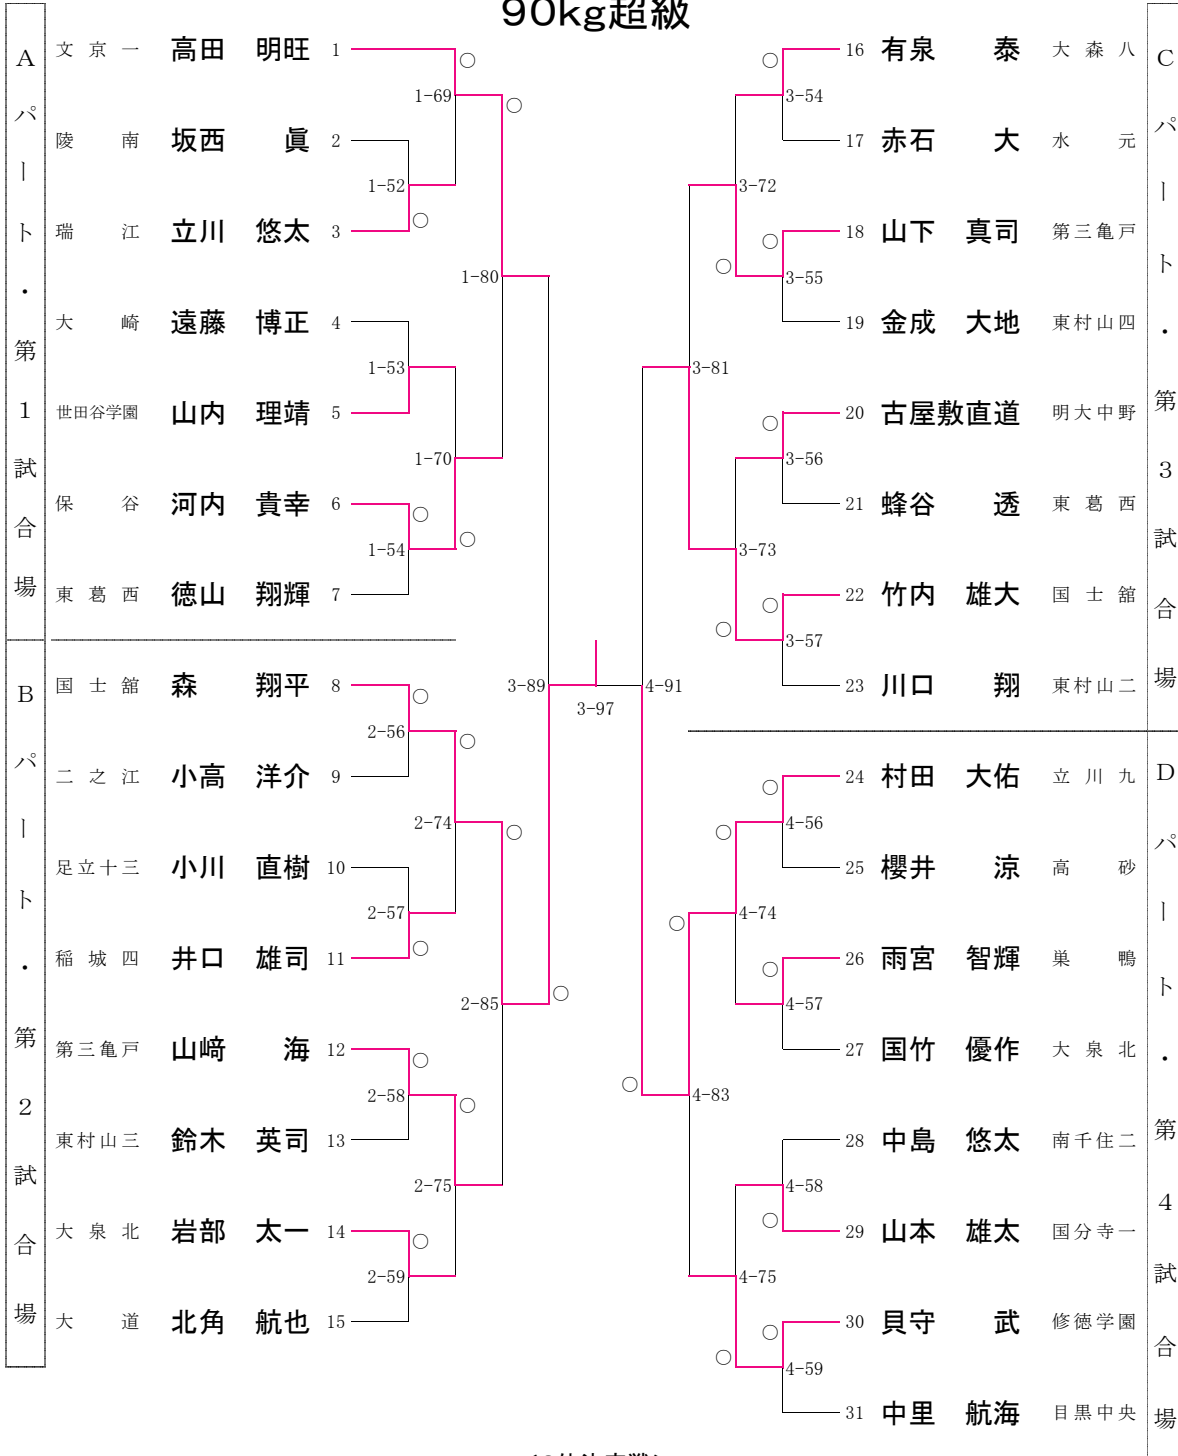 90kg超級
Aパート・第1試合場
文京一 高田 明旺 1
陵南 坂西 眞 2
瑞江 立川 悠太 3
大崎 遠藤 博正 4
世田谷学園 山内 理靖 5
保谷 河内 貴幸 6
東葛西 徳山 翔輝 7
1-69
1-52
1-80
1-53
1-70
1-54
Bパート・第2試合場
国士舘 森 翔平 8
二之江 小高 洋介 9
足立十三 小川 直樹 10
稲城四 井口 雄司 11
第三亀戸 山﨑 海 12
東村山三 鈴木 英司 13
大泉北 岩部 太一 14
大道 北角 航也 15
2-56
2-74
2-57
2-85
2-58
2-75
2-59
3-89
3-97
4-91
Cパート・第3試合場
16 有泉 泰 大森八
17 赤石 大 水元
18 山下 真司 第三亀戸
19 金成 大地 東村山四
20 古屋敷直道 明大中野
21 蜂谷 透 東葛西
22 竹内 雄大 国士舘
23 川口 翔 東村山二
3-54
3-72
3-55
3-81
3-56
3-73
3-57
Dパート・第4試合場
24 村田 大佑 立川九
25 櫻井 涼 高砂
26 雨宮 智輝 巣鴨
27 国竹 優作 大泉北
28 中島 悠太 南千住二
29 山本 雄太 国分寺一
30 貝守 武 修徳学園
31 中里 航海 目黒中央
4-56
4-74
4-57
4-83
4-58
4-75
4-59